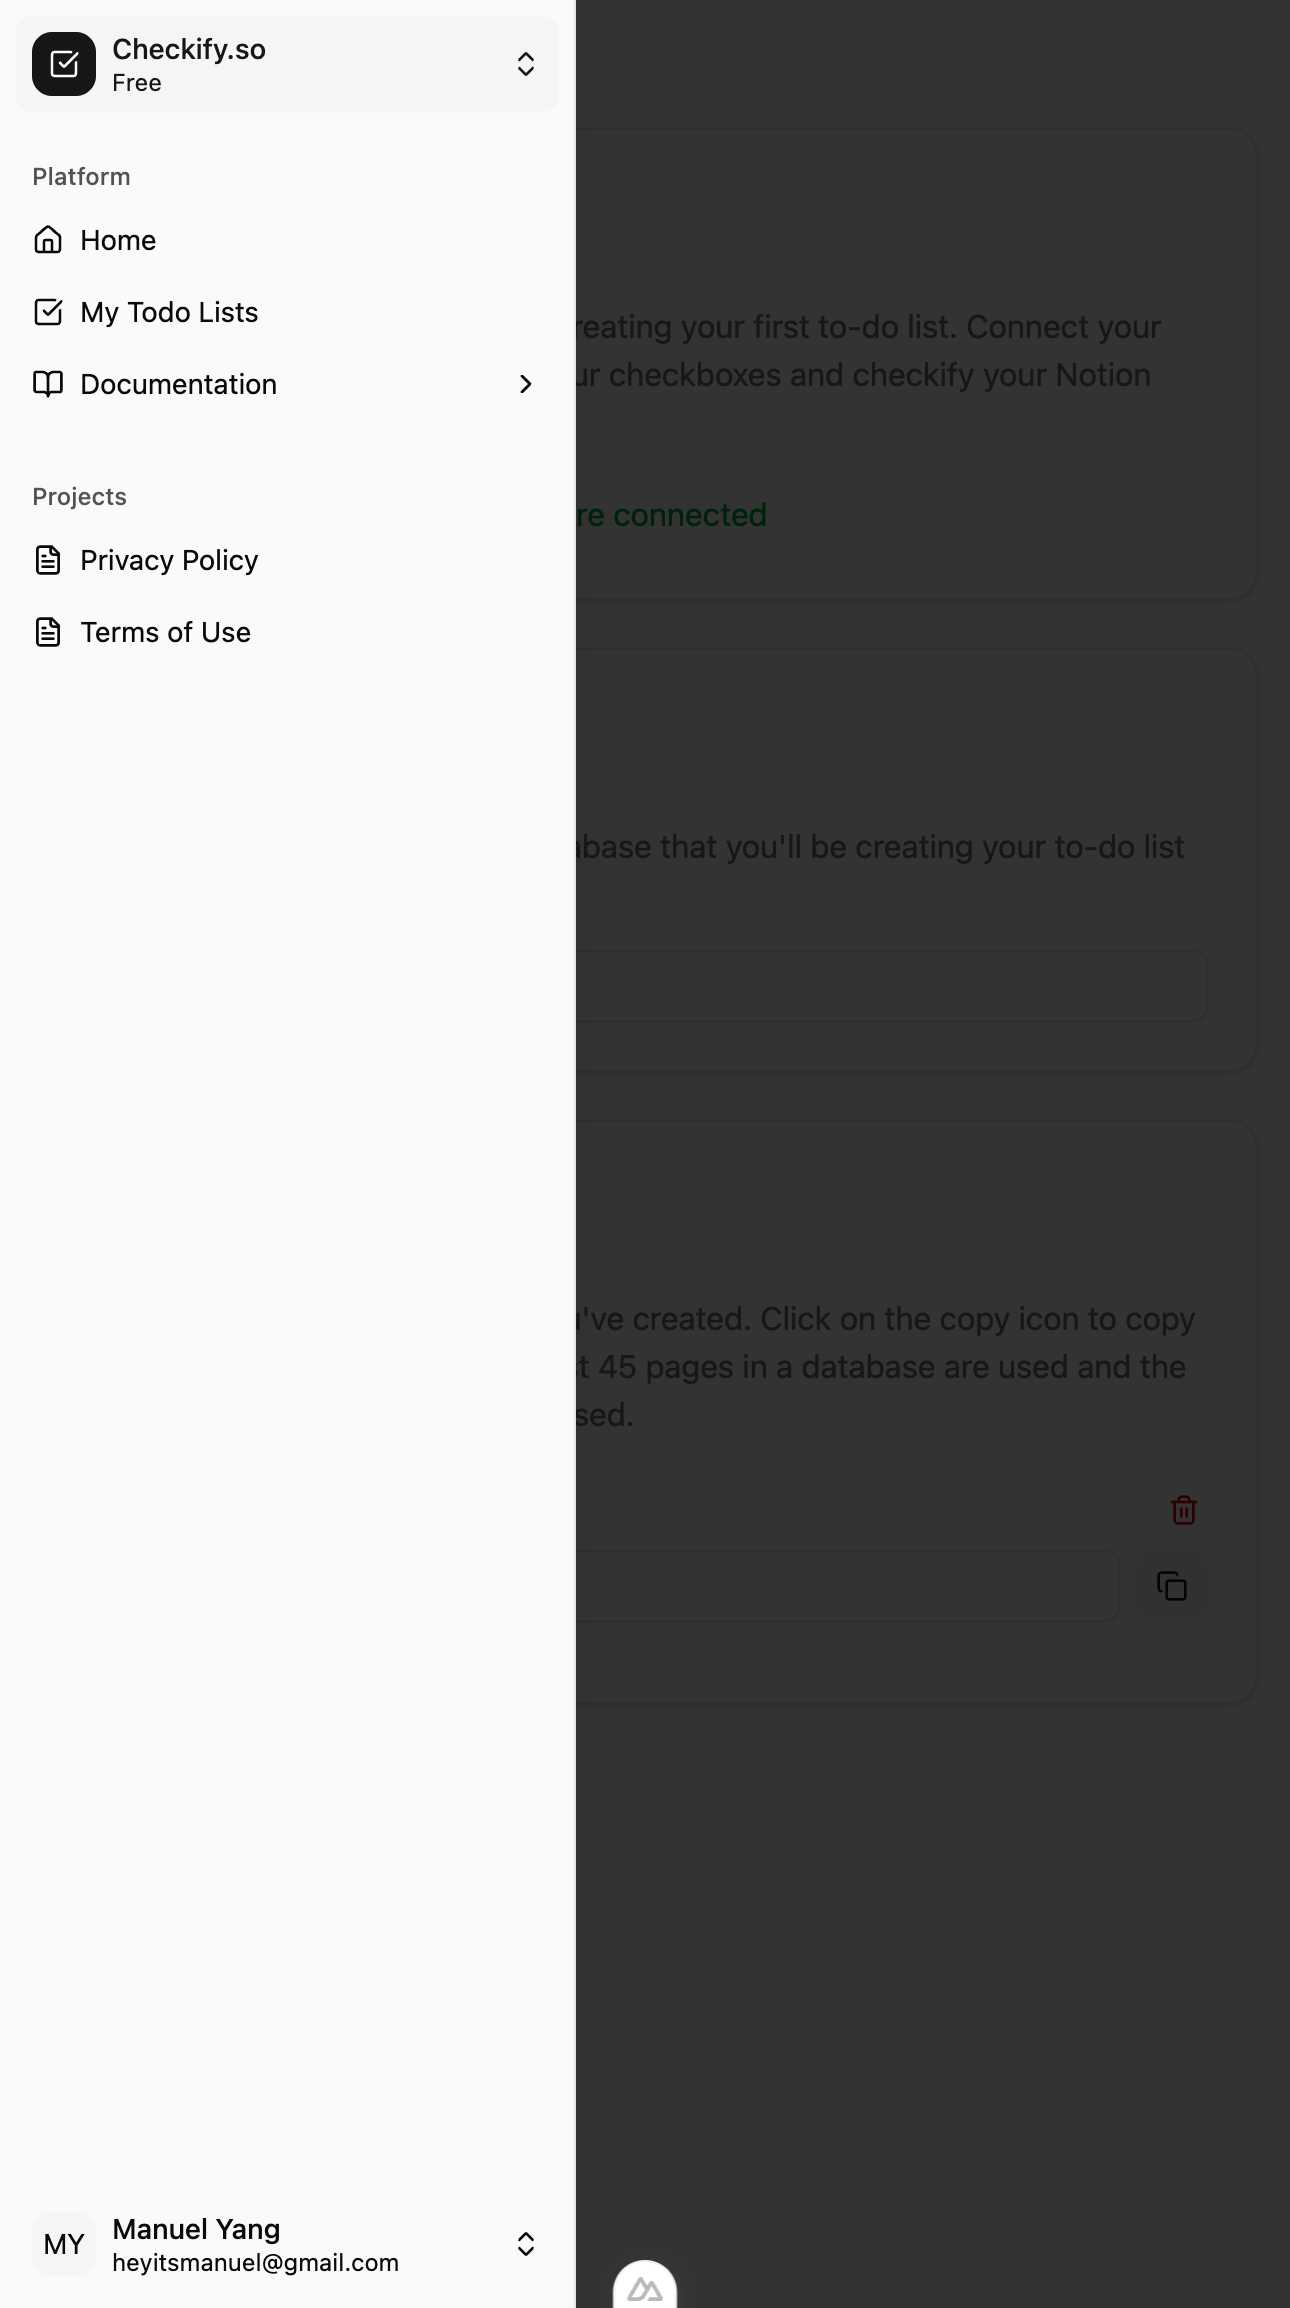 Checkify.so
Free
Platform
Home
My Todo Lists
Documentation
Projects
Privacy Policy
Terms of Use
Manuel Yang
heyitsmanuel@gmail.com
MY
reating your first to-do list. Connect your
ur checkboxes and checkify your Notion
re connected
abase that you'll be creating your to-do list
u've created. Click on the copy icon to copy
st 45 pages in a database are used and the
sed.